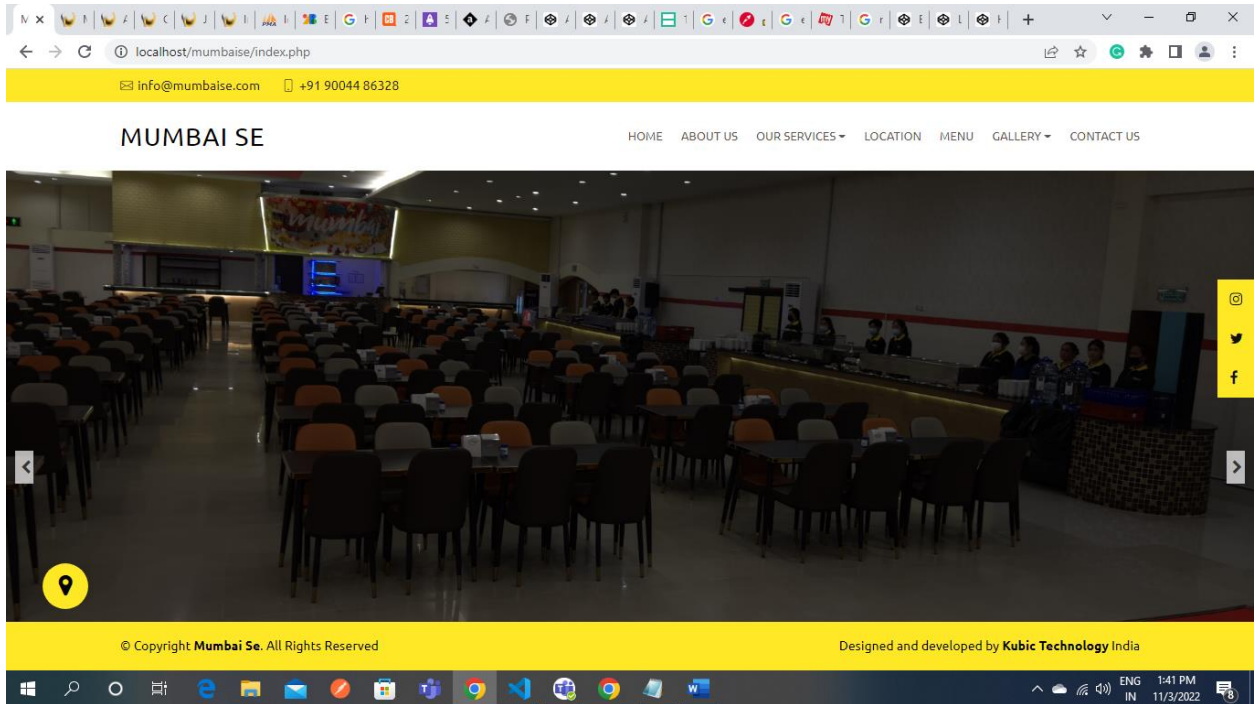 localhost/mumbaise/index.php
info@mumbaise.com +91 90044 86328
MUMBAI SE
HOME ABOUT US OUR SERVICES LOCATION MENU GALLERY CONTACT US
mumbai
© Copyright Mumbai Se. All Rights Reserved
Designed and developed by Kubic Technology India
ENG 1:41 PM
IN 11/3/2022
8